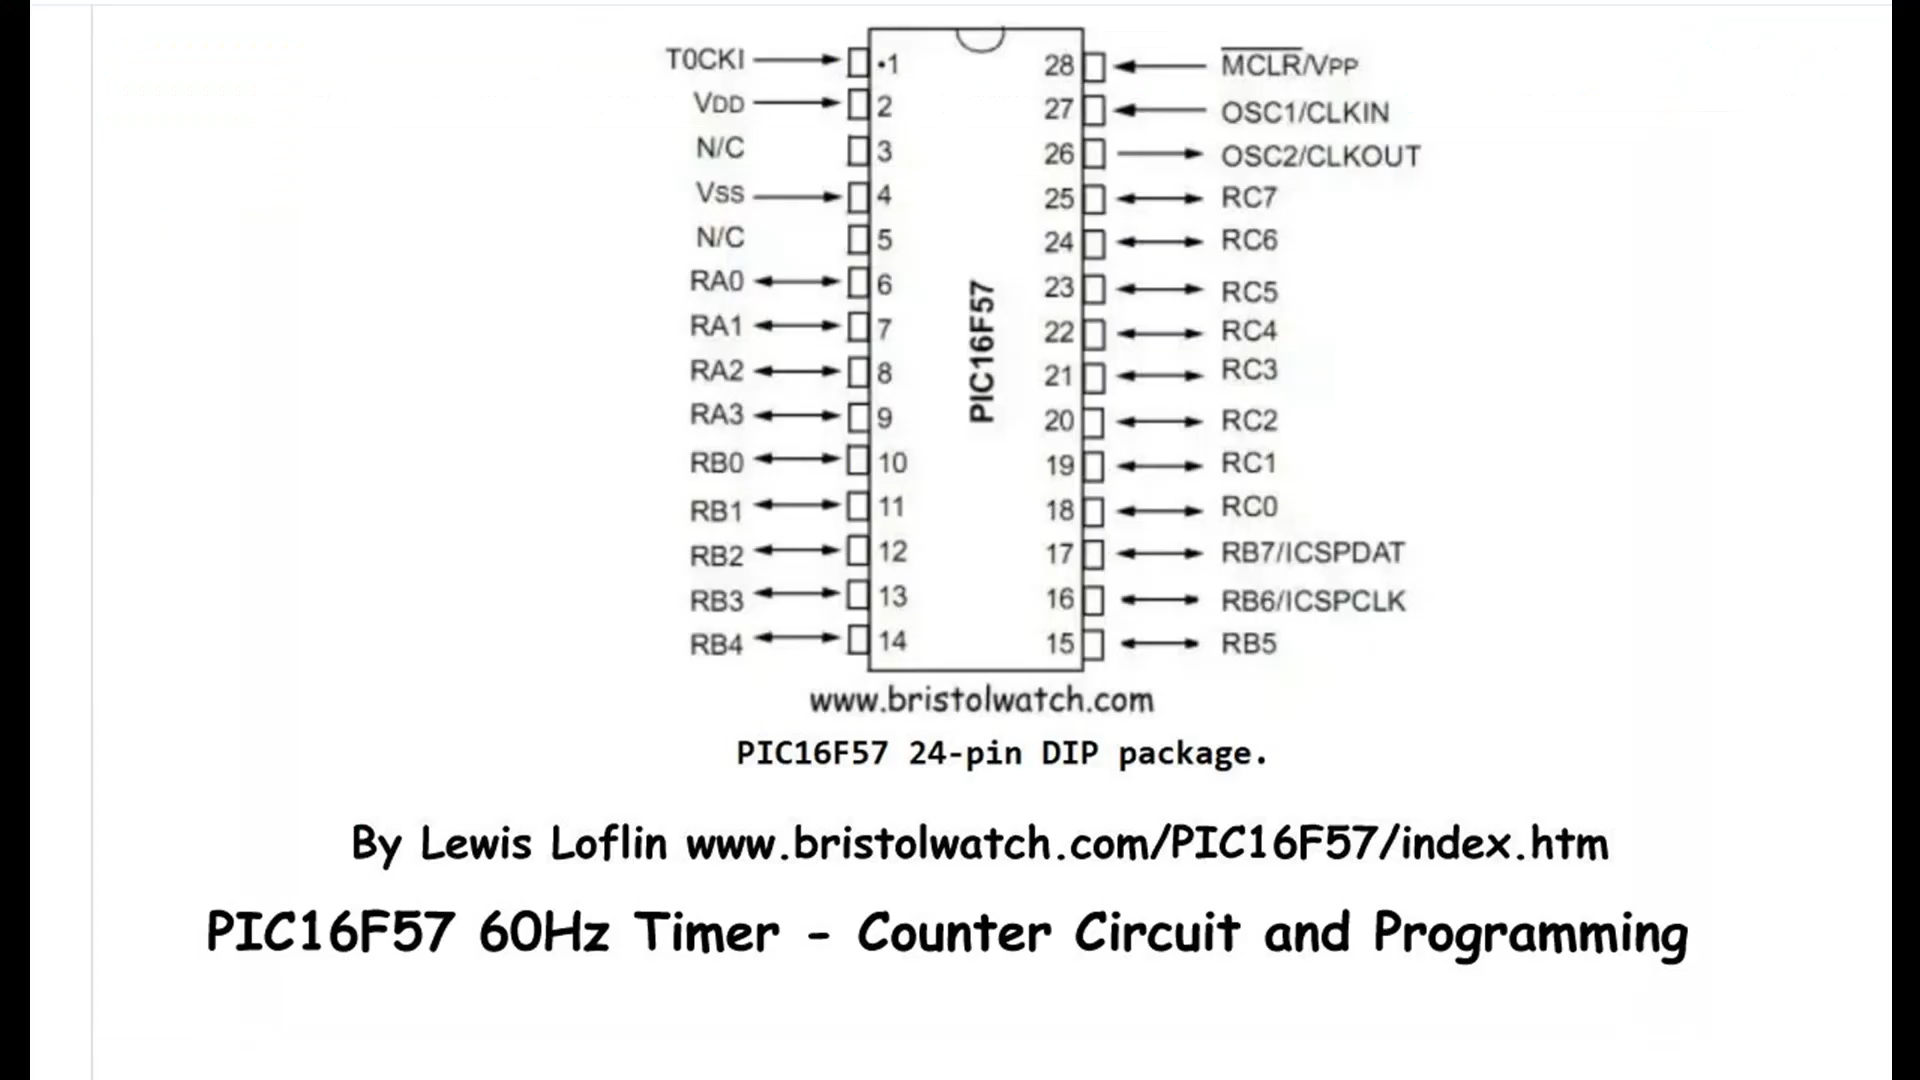 T0CKI •1 28 MCLR/VPP
VDD 2 27 OSC1/CLKIN
N/C 3 26 OSC2/CLKOUT
VSS 4 25 RC7
N/C 5 24 RC6
RA0 6 23 RC5
RA1 7 22 RC4
RA2 8 21 RC3
RA3 9 20 RC2
RB0 10 19 RC1
RB1 11 18 RC0
RB2 12 17 RB7/ICSPDAT
RB3 13 16 RB6/ICSPCLK
RB4 14 15 RB5
PIC16F57
www.bristolwatch.com
PIC16F57 24-pin DIP package.
By Lewis Loflin www.bristolwatch.com/PIC16F57/index.htm
PIC16F57 60Hz Timer - Counter Circuit and Programming